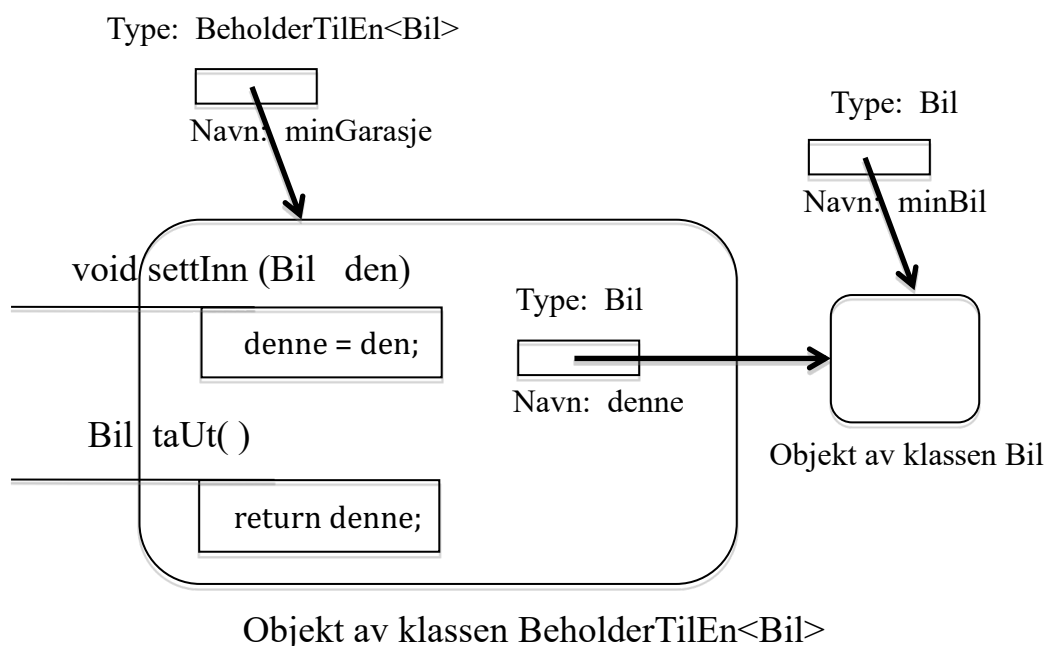 Type: BeholderTilEn<Bil>
Navn: minGarasje
Type: Bil
Navn: minBil
void settInn (Bil den)
denne = den;
Type: Bil
Navn: denne
Bil taUt( )
return denne;
Objekt av klassen Bil
Objekt av klassen BeholderTilEn<Bil>